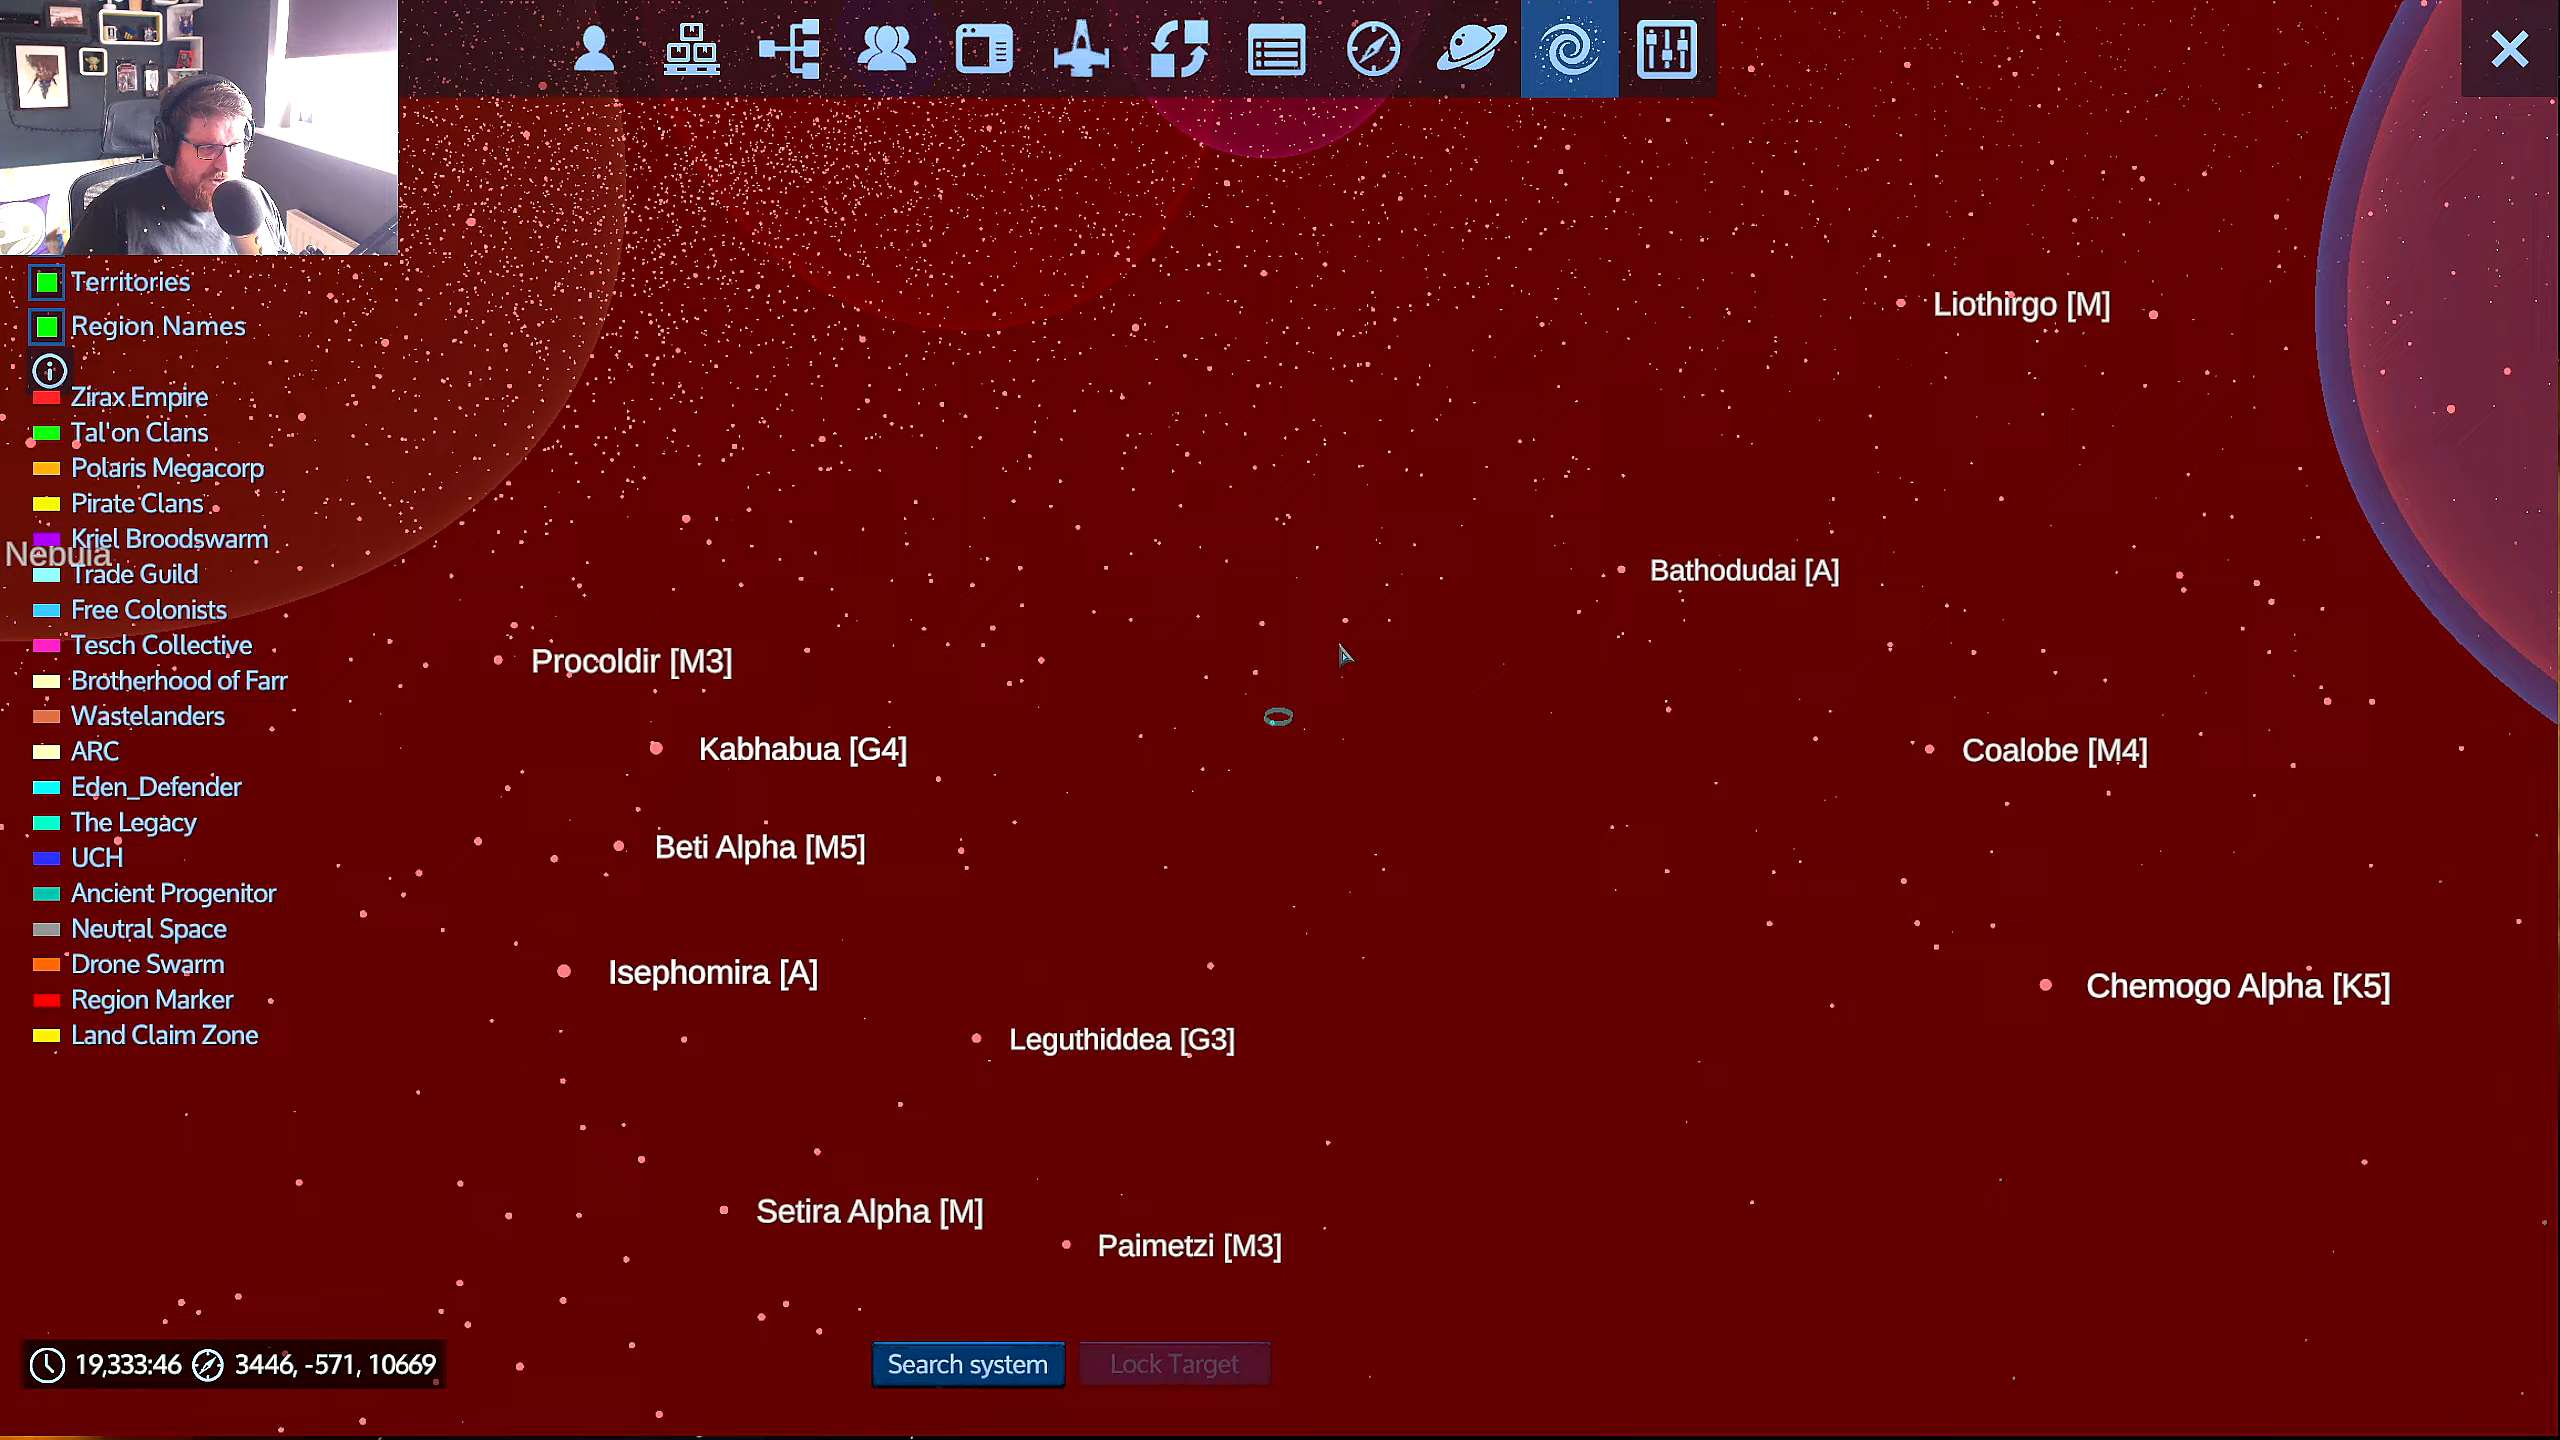 Territories
Region Names
Zirax Empire
Tal'on Clans
Polaris Megacorp
Pirate Clans
Kriel Broodswarm
Nebula
Trade Guild
Free Colonists
Tesch Collective
Brotherhood of Farr
Wastelanders
ARC
Eden_Defender
The Legacy
UCH
Ancient Progenitor
Neutral Space
Drone Swarm
Region Marker
Land Claim Zone
Liothirgo [M]
Bathodudai [A]
Procoldir [M3]
Kabhabua [G4]
Coalobe [M4]
Beti Alpha [M5]
Isephomira [A]
Chemogo Alpha [K5]
Leguthiddea [G3]
Setira Alpha [M]
Paimetzi [M3]
19,333:46 3446, -571, 10669
Search system
Lock Target